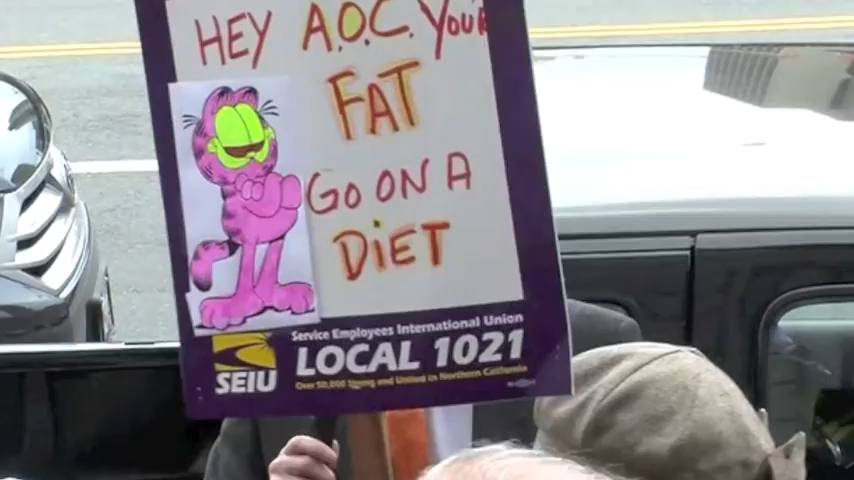 HEY A.O.C. YOUR
FAT
GO ON A
DiET
Service Employees International Union
LOCAL 1021
SEIU
Over 50,000 Strong and United in Northern California